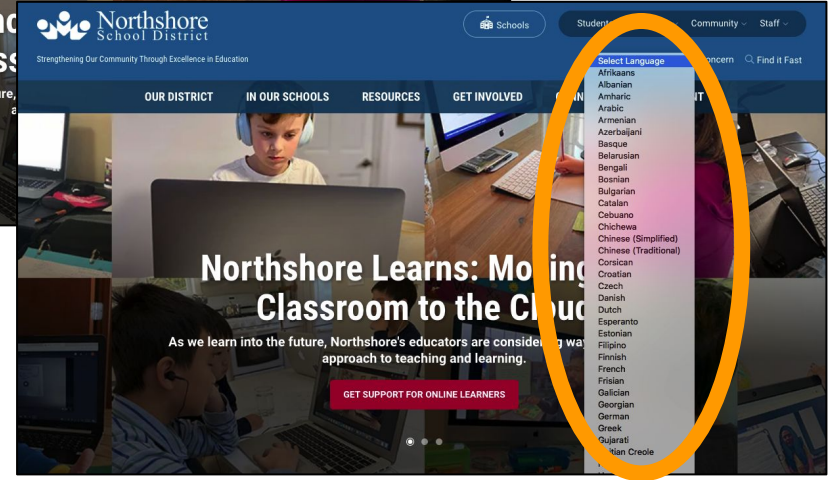 Northshore
School District
Schools
Community
Staff
Strengthening Our Community Through Excellence in Education
Find it Fast
OUR DISTRICT
IN OUR SCHOOLS
RESOURCES
GET INVOLVED
Northshore Learns: Moving
Classroom to the Cloud
As we learn into the future, Northshore's educators are considering
approach to teaching and learning.
GET SUPPORT FOR ONLINE LEARNERS
Select Language
Afrikaans
Albanian
Amharic
Arabic
Armenian
Azerbaijani
Basque
Belarusian
Bengali
Bosnian
Bulgarian
Catalan
Cebuano
Chichewa
Chinese (Simplified)
Chinese (Traditional)
Corsican
Croatian
Czech
Danish
Dutch
Esperanto
Estonian
Filipino
Finnish
French
Frisian
Galician
Georgian
German
Greek
Gujarati
Haitian Creole